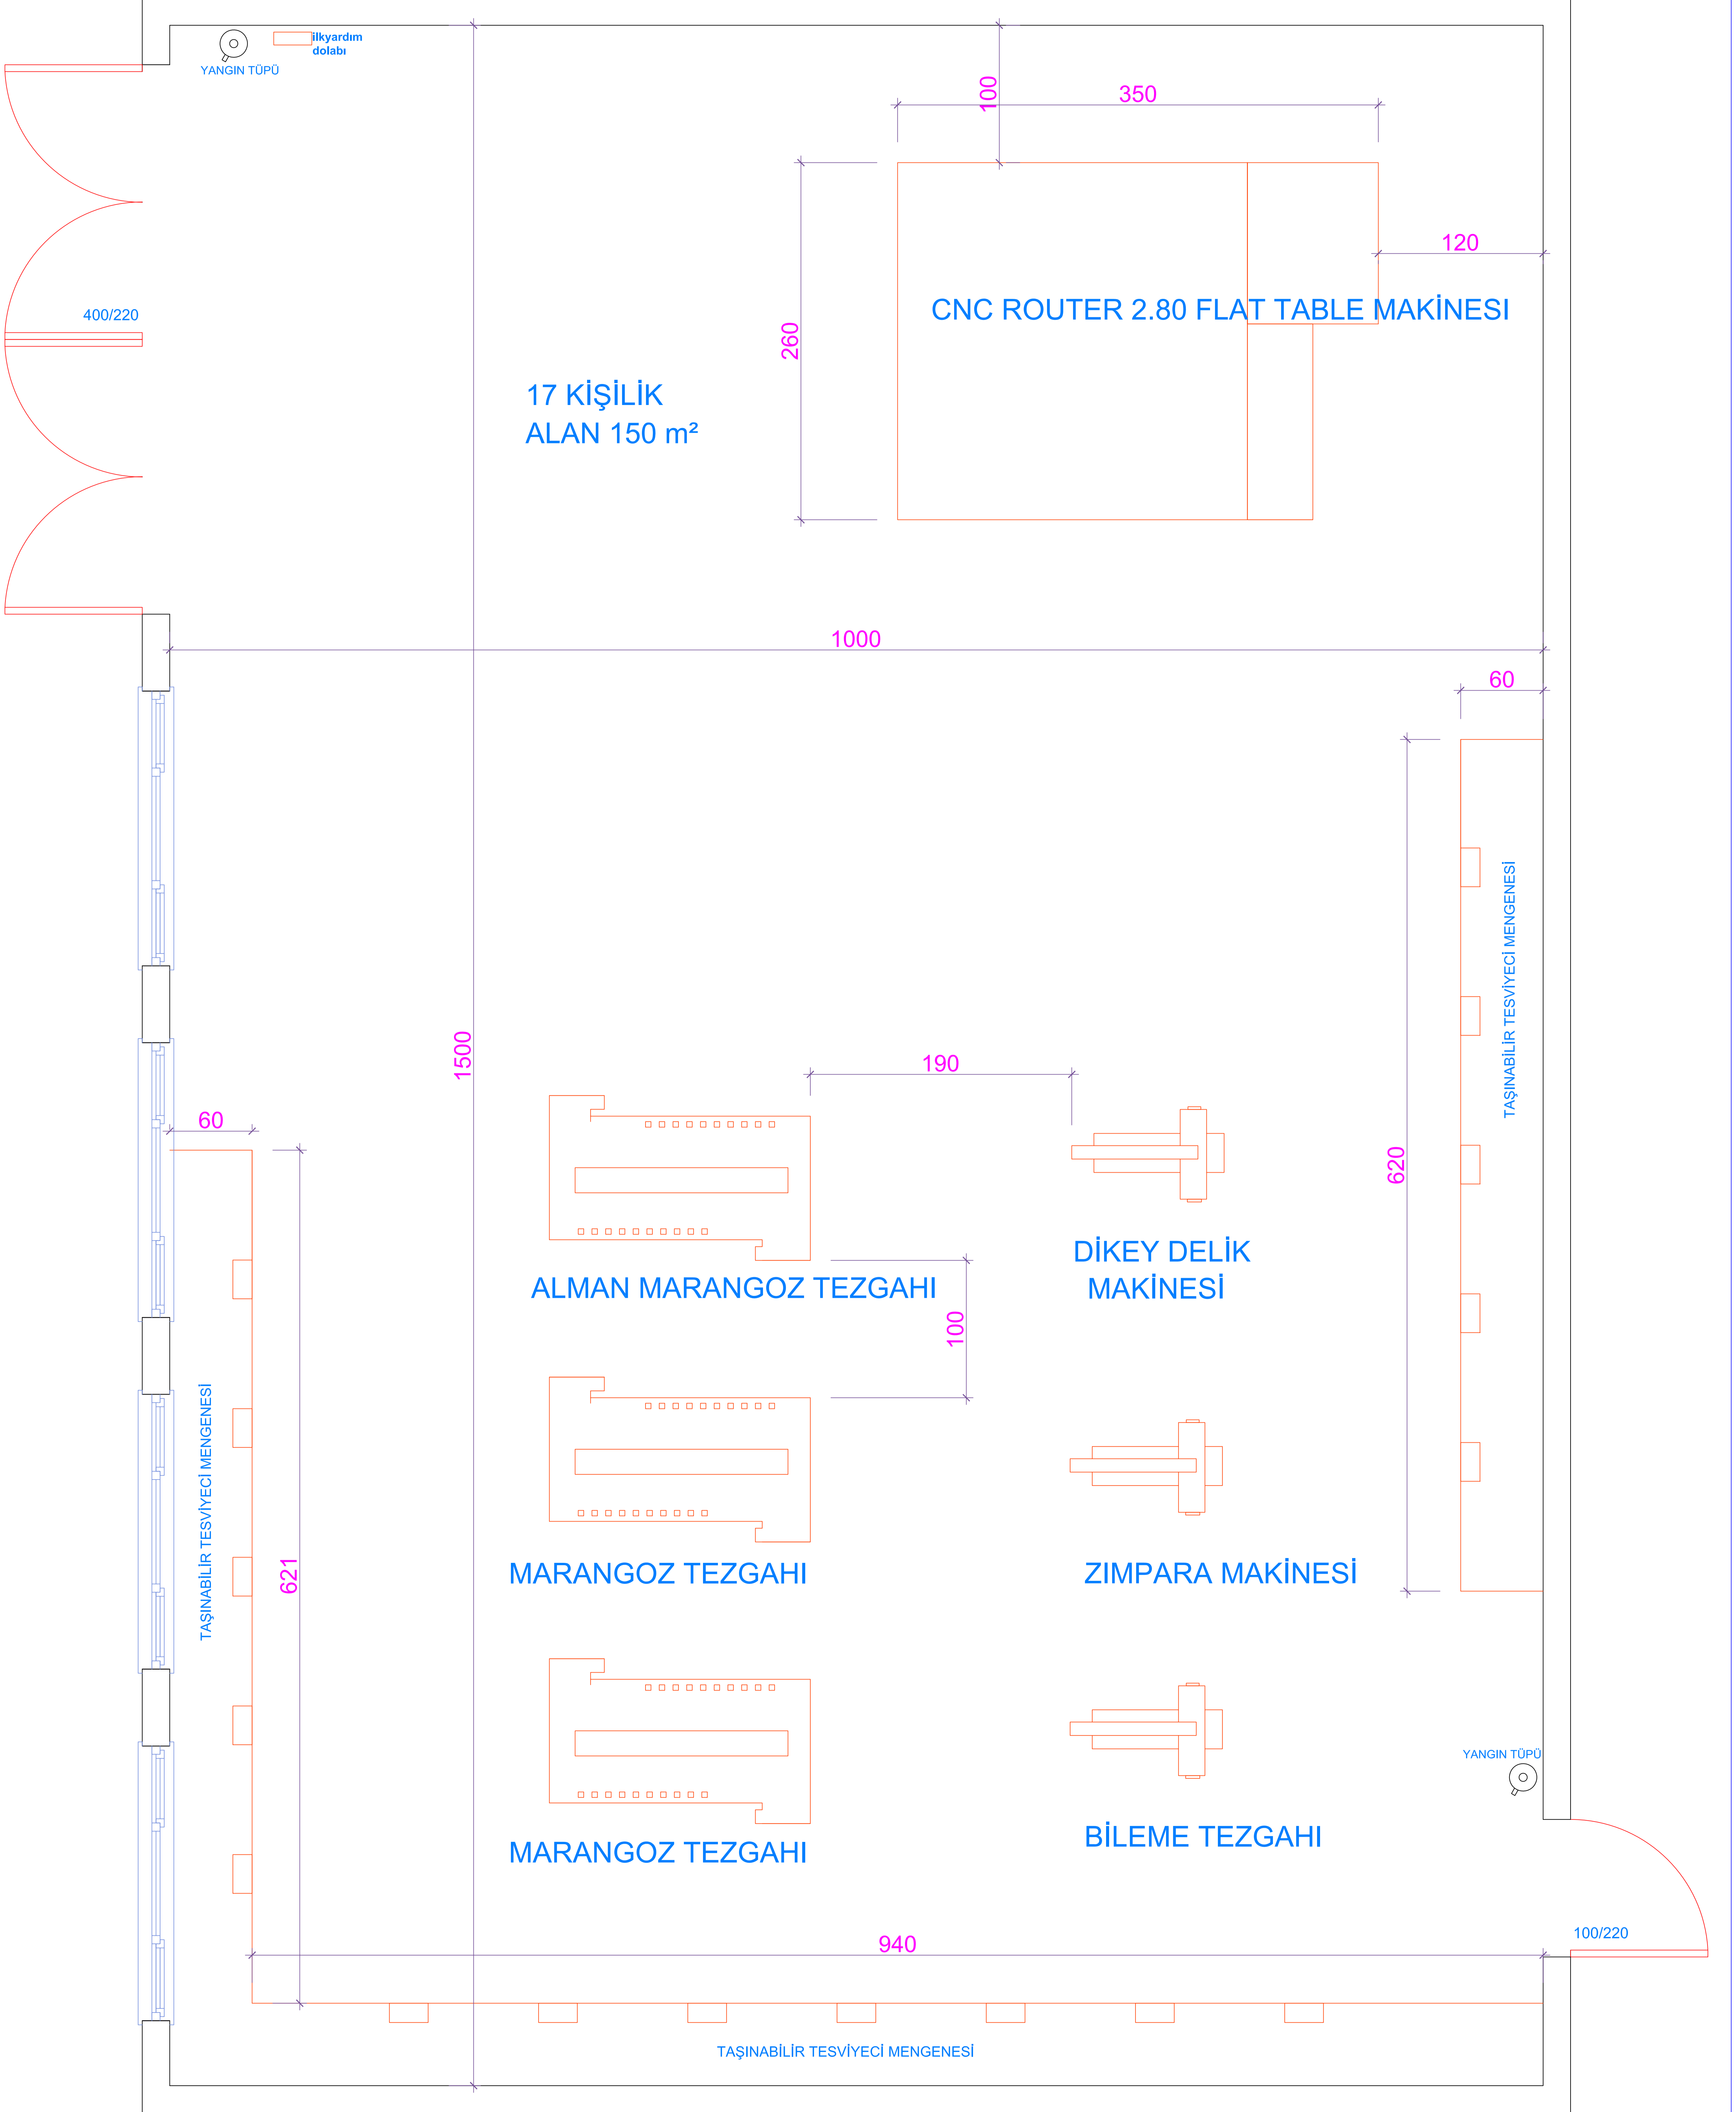 ilkyardım
dolabı
YANGIN TÜPÜ
100
350
120
400/220
CNC ROUTER 2.80 FLAT TABLE MAKİNESI
260
17 KİŞİLİK
ALAN 150 m²
1000
60
TAŞINABİLİR TESVİYECİ MENGENESİ
1500
190
60
620
DİKEY DELİK
MAKİNESİ
ALMAN MARANGOZ TEZGAHI
100
TAŞINABİLİR TESVİYECİ MENGENESİ
621
MARANGOZ TEZGAHI
ZIMPARA MAKİNESİ
YANGIN TÜPÜ
BİLEME TEZGAHI
MARANGOZ TEZGAHI
100/220
940
TAŞINABİLİR TESVİYECİ MENGENESİ